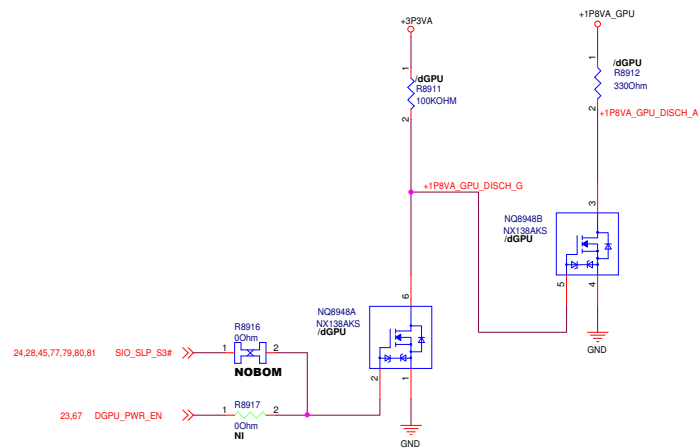 +3P3VA
+1P8VA_GPU
1
/dGPU
R8911
100KOHM
2
1
/dGPU
R8912
330Ohm
2
+1P8VA_GPU_DISCH_A
+1P8VA_GPU_DISCH_G
3
NQ8948B
NX138AKS
/dGPU
5
4
GND
6
NQ8948A
NX138AKS
/dGPU
2
1
GND
24,28,45,77,79,80,81 SIO_SLP_S3#
R8916
0Ohm
1
2
NOBOM
23,67 DGPU_PWR_EN
R8917
1
2
0Ohm
NI